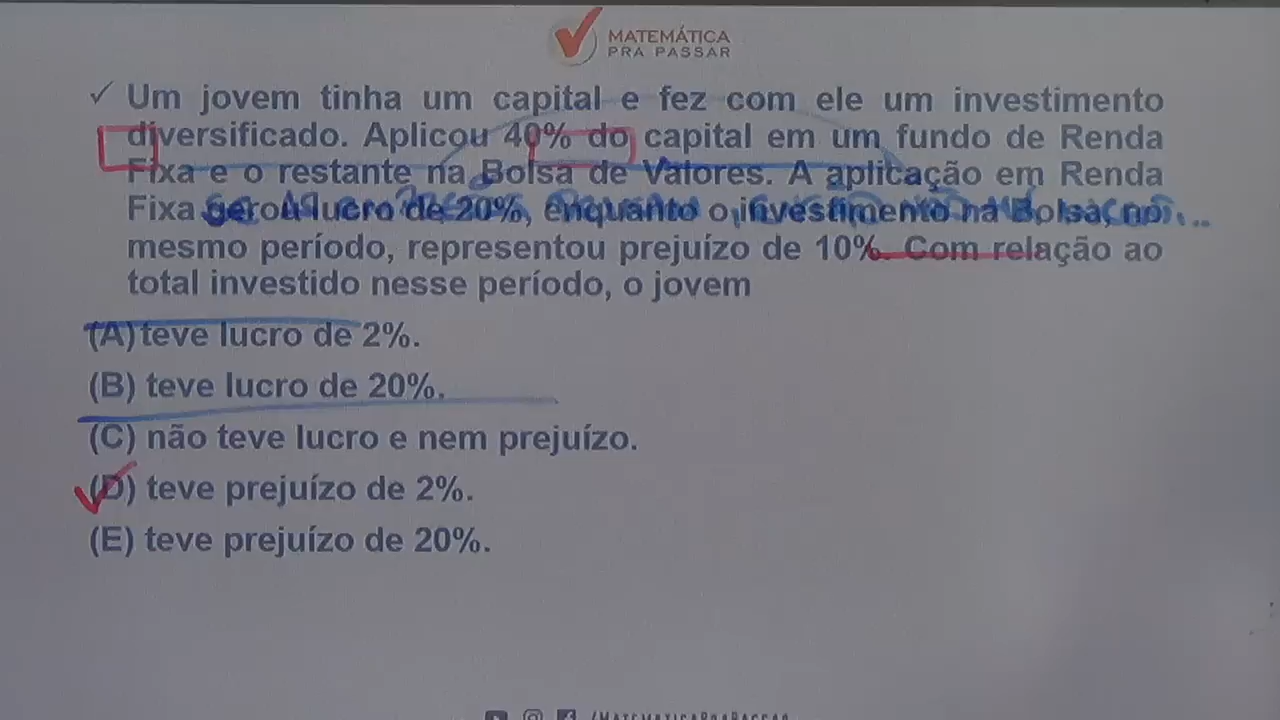 MATEMÁTICA
PRA PASSAR
✓ Um jovem tinha um capital e fez com ele um investimento
diversificado. Aplicou 40% do capital em um fundo de Renda
Fixa e o restante na Bolsa de Valores. A aplicação em Renda
Fixa gerou lucro de 20%, enquanto o investimento na Bolsa, no
mesmo período, representou prejuízo de 10%. Com relação ao
total investido nesse período, o jovem
(A) teve lucro de 2%.
(B) teve lucro de 20%.
(C) não teve lucro e nem prejuízo.
(D) teve prejuízo de 2%.
(E) teve prejuízo de 20%.
/MATEMATICAPRAPASSAR